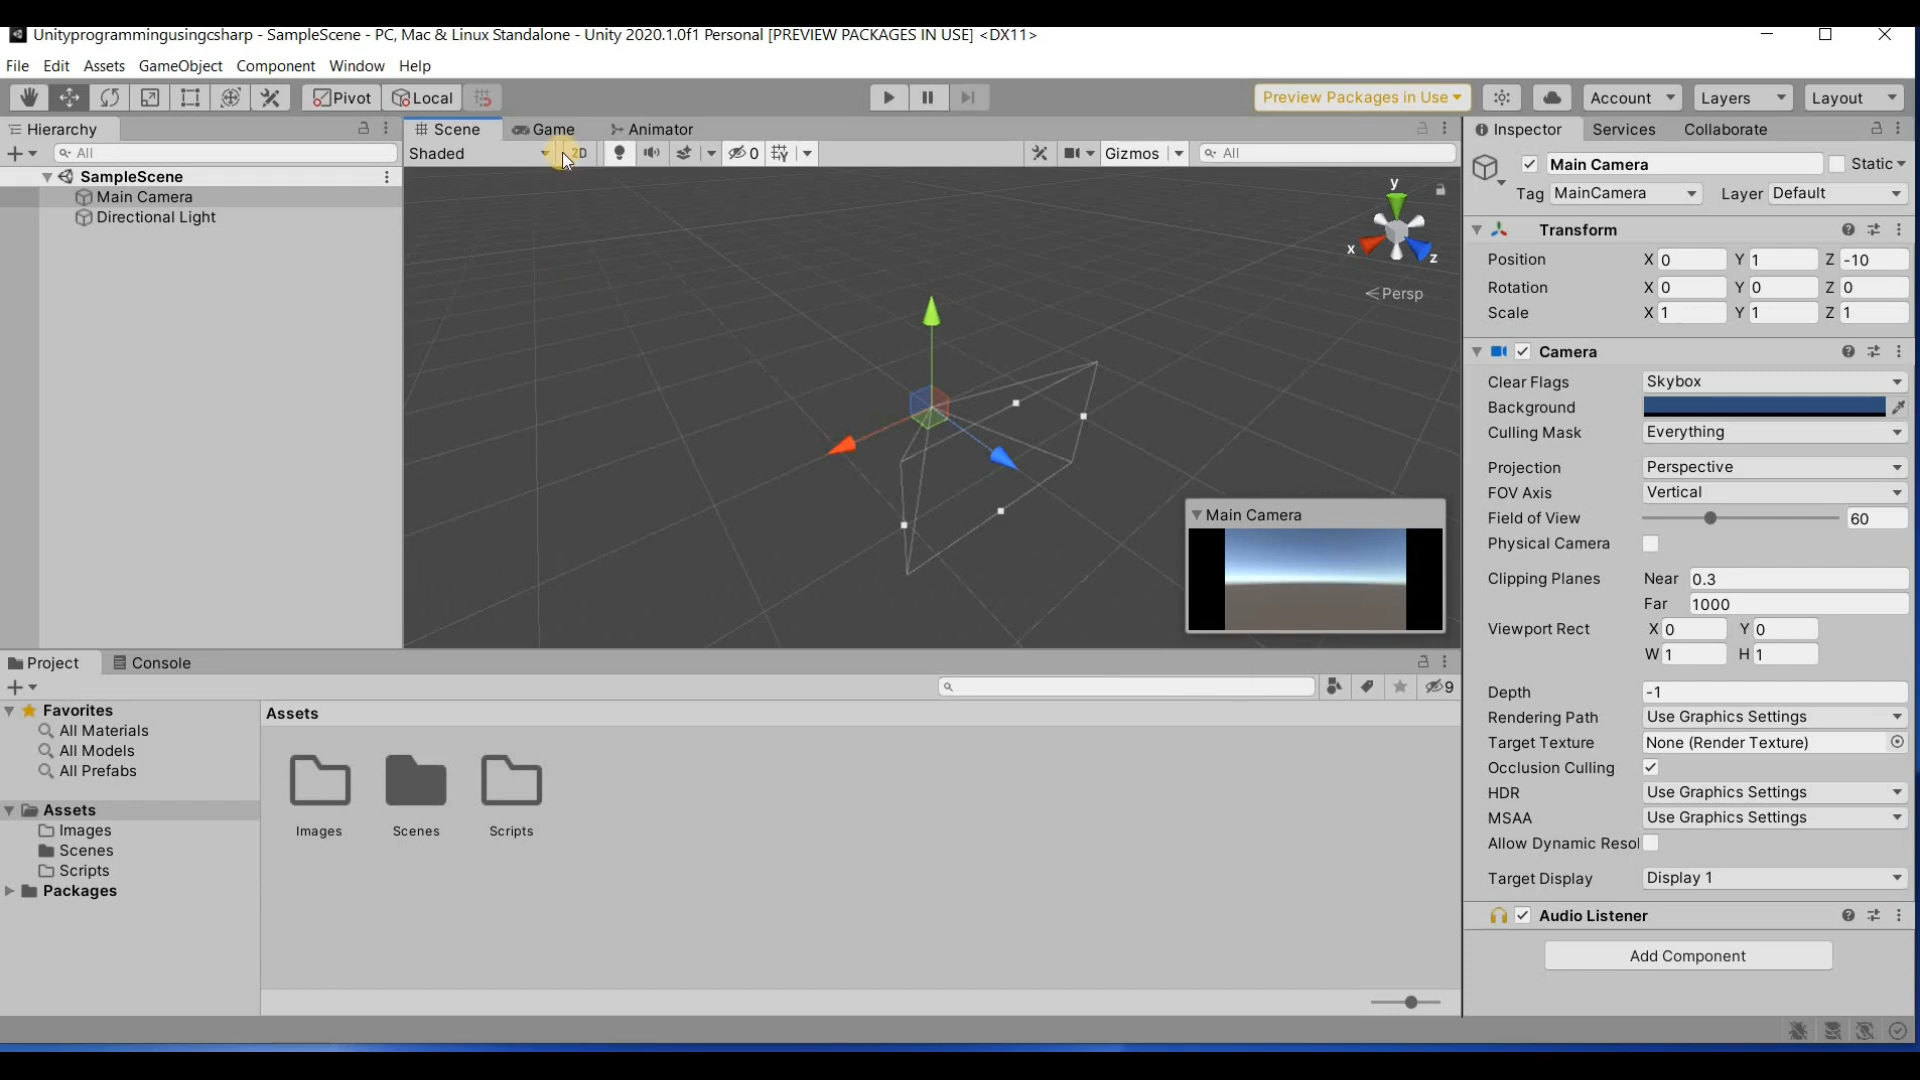 Unityprogrammingusingcsharp - SampleScene - PC, Mac & Linux Standalone - Unity 2020.1.0f1 Personal [PREVIEW PACKAGES IN USE] <DX11>
File Edit Assets GameObject Component Window Help
Pivot Local Preview Packages in Use Account Layers Layout
Hierarchy Scene Game Animator Inspector Services Collaborate
All Shaded 2D 0 Gizmos All
SampleScene
Main Camera
Directional Light
y
x
z
Persp
Main Camera
Main Camera Static
Tag MainCamera Layer Default
Transform
Position X 0 Y 1 Z -10
Rotation X 0 Y 0 Z 0
Scale X 1 Y 1 Z 1
Camera
Clear Flags Skybox
Background
Culling Mask Everything
Projection Perspective
FOV Axis Vertical
Field of View 60
Physical Camera
Clipping Planes Near 0.3
Far 1000
Viewport Rect X 0 Y 0
W 1 H 1
Depth -1
Rendering Path Use Graphics Settings
Target Texture None (Render Texture)
Occlusion Culling
HDR Use Graphics Settings
MSAA Use Graphics Settings
Allow Dynamic Resol
Target Display Display 1
Audio Listener
Add Component
Project Console
9
Favorites
All Materials
All Models
All Prefabs
Assets
Images
Scenes
Scripts
Packages
Assets
Images Scenes Scripts